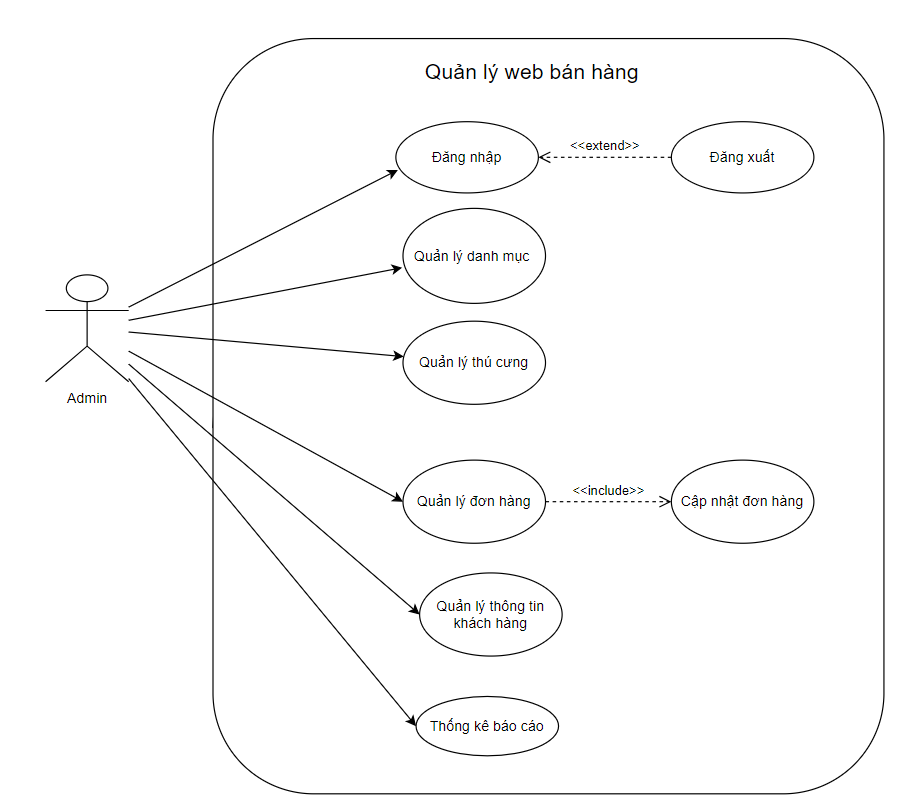 Quản lý web bán hàng
Đăng nhập
<<extend>>
Đăng xuất
Quản lý danh mục
Quản lý thú cưng
Admin
Quản lý đơn hàng
<<include>>
Cập nhật đơn hàng
Quản lý thông tin
khách hàng
Thống kê báo cáo